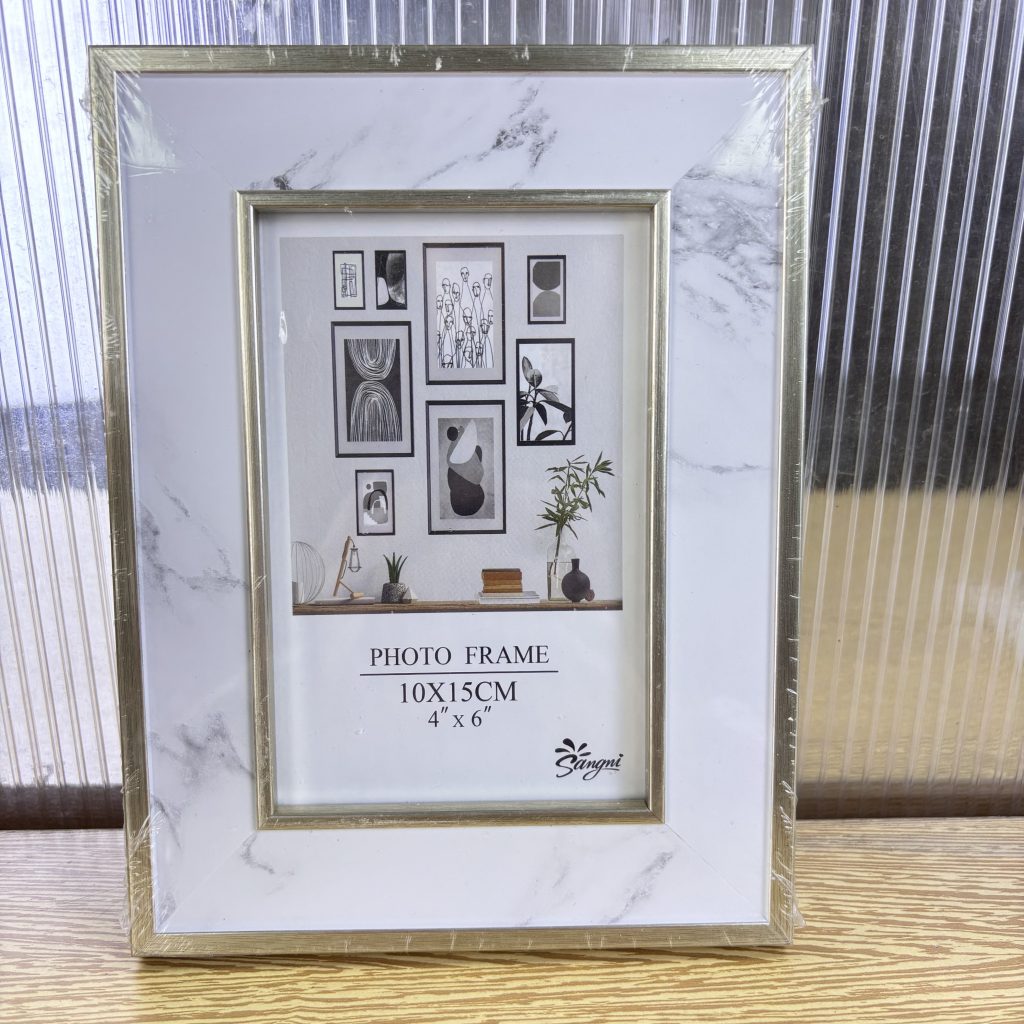 PHOTO FRAME
10X15CM
4" x 6"
Sangni